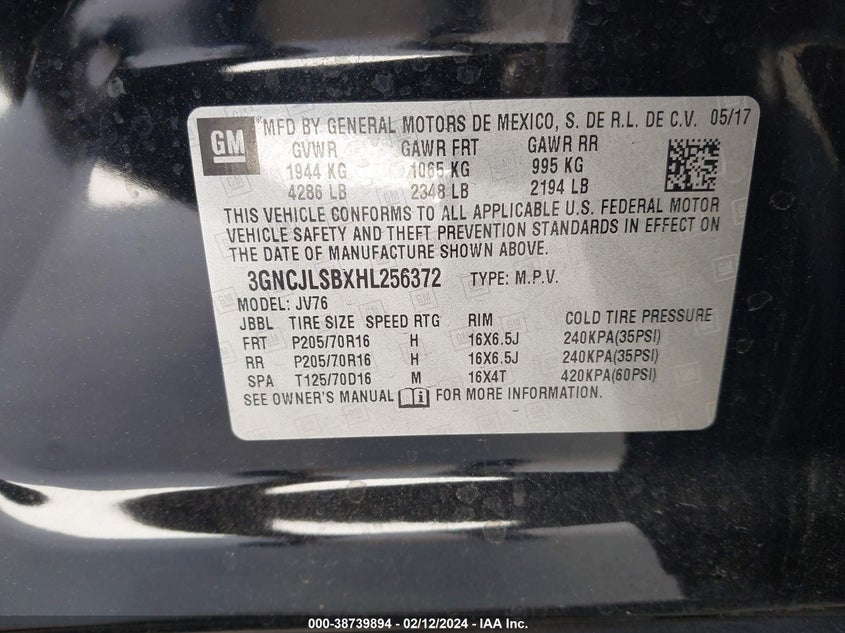 GM MFD BY GENERAL MOTORS DE MEXICO, S. DE R.L. DE C.V. 05/17
GVWR GAWR FRT GAWR RR
1944 KG 1065 KG 995 KG
4286 LB 2348 LB 2194 LB
THIS VEHICLE CONFORMS TO ALL APPLICABLE U.S. FEDERAL MOTOR
VEHICLE SAFETY AND THEFT PREVENTION STANDARDS IN EFFECT ON
THE DATE OF MANUFACTURE SHOWN ABOVE.
3GNCJLSBXHL256372 TYPE: M.P.V.
MODEL: JV76
JBBL TIRE SIZE SPEED RTG RIM COLD TIRE PRESSURE
FRT P205/70R16 H 16X6.5J 240KPA(35PSI)
RR P205/70R16 H 16X6.5J 240KPA(35PSI)
SPA T125/70D16 M 16X4T 420KPA(60PSI)
SEE OWNER'S MANUAL FOR MORE INFORMATION.
000-38739894 - 02/12/2024 - IAA Inc.